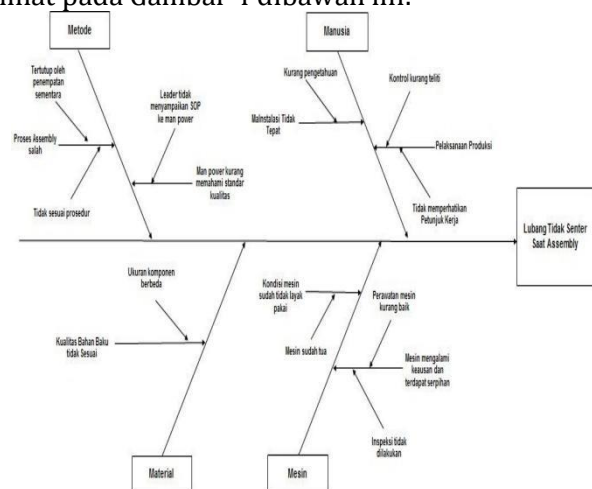 lihat pada Gambar 4 dibawah ini.
Metode
Manusia
Tertutup oleh
penempatan
sementara
Leader tidak
menyampaikan SOP
ke man power
Proses Assembly
salah
Man power kurang
memahami standar
kualitas
Tidak sesuai prosedur
Kurang pengetahuan
Kontrol kurang teliti
MaInstalasi Tidak
Tepat
Pelaksanaan Produksi
Tidak memperhatikan
Petunjuk Kerja
Lubang Tidak Senter
Saat Assembly
Ukuran komponen
berbeda
Kualitas Bahan Baku
tidak Sesuai
Kondisi mesin
sudah tidak layak
pakai
Perawatan mesin
kurang baik
Mesin sudah tua
Mesin mengalami
keausan dan
terdapat serpihan
Inspeksi tidak
dilakukan
Material
Mesin